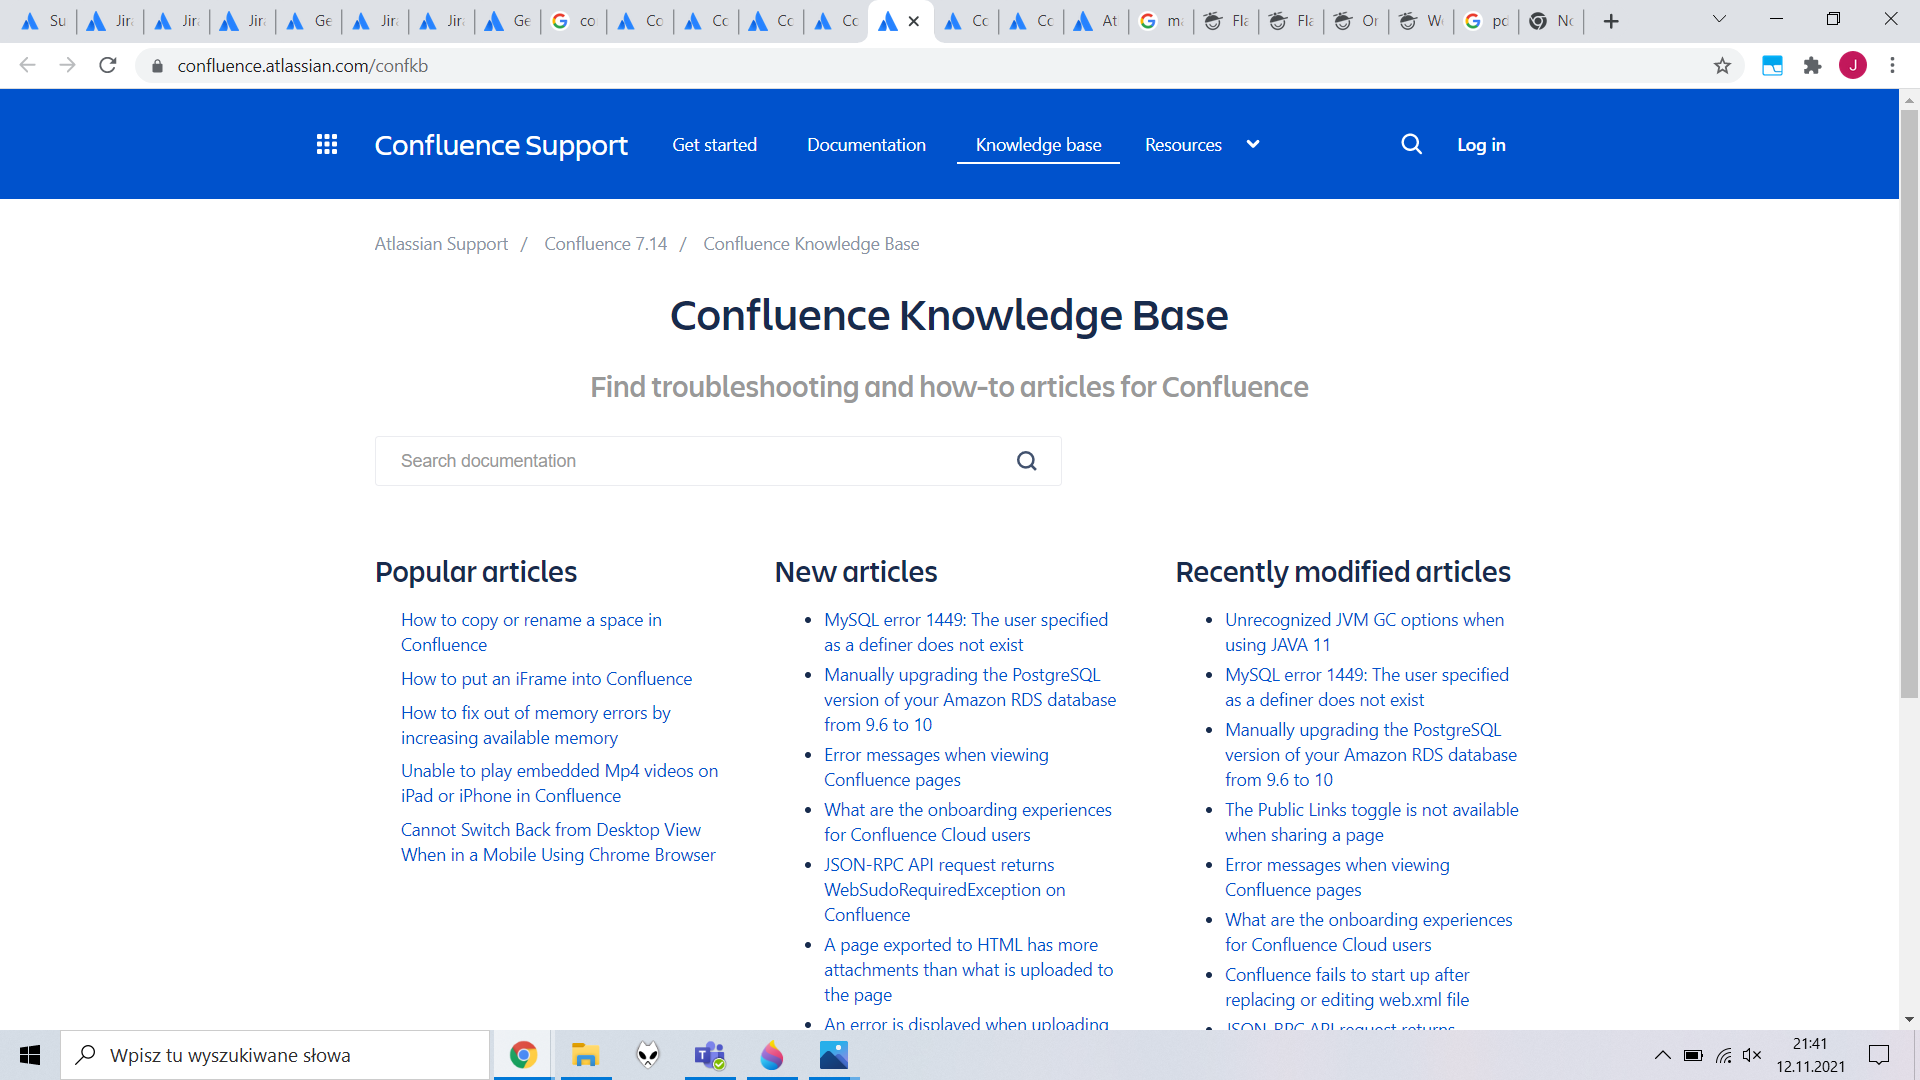 Su
Jira
Jira
Jira
Ge
Jira
Jira
Ge
co
Co
Co
Co
Co
Co
Co
At
ma
Fla
Fla
Or
We
pd
No
confluence.atlassian.com/confkb
J
Confluence Support
Get started
Documentation
Knowledge base
Resources
Log in
Atlassian Support / Confluence 7.14 / Confluence Knowledge Base
Confluence Knowledge Base
Find troubleshooting and how-to articles for Confluence
Search documentation
Popular articles
How to copy or rename a space in
Confluence
How to put an iFrame into Confluence
How to fix out of memory errors by
increasing available memory
Unable to play embedded Mp4 videos on
iPad or iPhone in Confluence
Cannot Switch Back from Desktop View
When in a Mobile Using Chrome Browser
New articles
MySQL error 1449: The user specified
as a definer does not exist
Manually upgrading the PostgreSQL
version of your Amazon RDS database
from 9.6 to 10
Error messages when viewing
Confluence pages
What are the onboarding experiences
for Confluence Cloud users
JSON-RPC API request returns
WebSudoRequiredException on
Confluence
A page exported to HTML has more
attachments than what is uploaded to
the page
An error is displayed when uploading
Recently modified articles
Unrecognized JVM GC options when
using JAVA 11
MySQL error 1449: The user specified
as a definer does not exist
Manually upgrading the PostgreSQL
version of your Amazon RDS database
from 9.6 to 10
The Public Links toggle is not available
when sharing a page
Error messages when viewing
Confluence pages
What are the onboarding experiences
for Confluence Cloud users
Confluence fails to start up after
replacing or editing web.xml file
JSON-RPC API request returns
Wpisz tu wyszukiwane słowa
21:41
12.11.2021